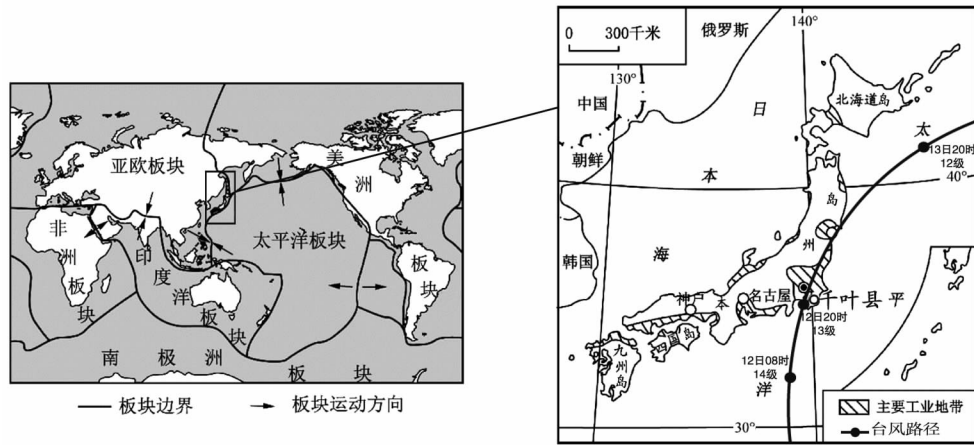 亚欧板块
美
洲
板
块
非
洲
板
块
印
度
洋
板
块
太平洋板块
南极洲板块
板块边界
板块运动方向
0 300千米
130°
140°
40°
30°
俄罗斯
中国
朝鲜
韩国
日
本
海
北海道岛
太
平
洋
13日20时
12级
本
州
岛
神户
名古屋
千叶县
12日20时
13级
四国岛
九州岛
12日08时
14级
主要工业地带
台风路径